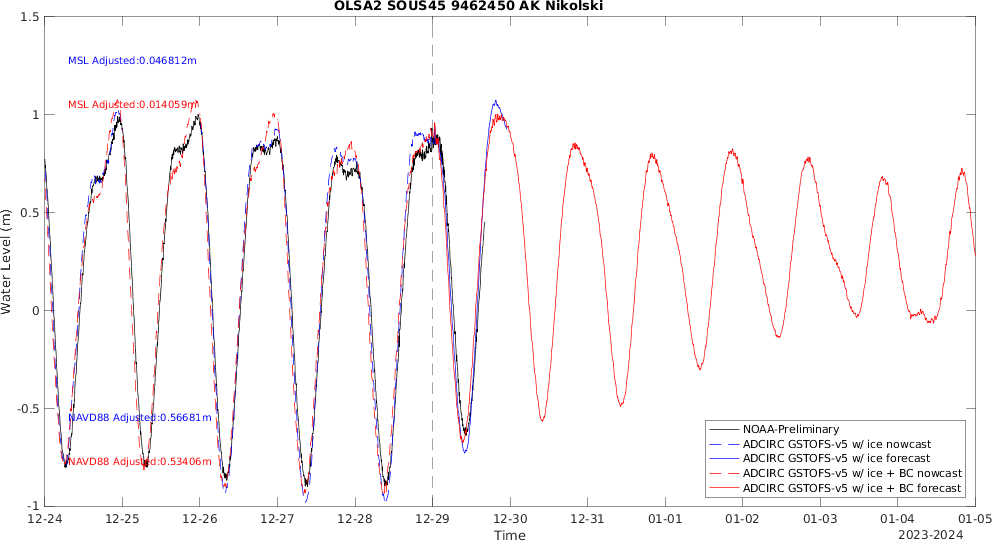 OLSA2 SOUS45 9462450 AK Nikolski
1.5
1
0.5
0
-0.5
-1
Water Level (m)
MSL Adjusted:0.046812m
MSL Adjusted:0.014059m
NAVD88 Adjusted:0.56681m
NAVD88 Adjusted:0.53406m
NOAA-Preliminary
ADCIRC GSTOFS-v5 w/ ice nowcast
ADCIRC GSTOFS-v5 w/ ice forecast
ADCIRC GSTOFS-v5 w/ ice + BC nowcast
ADCIRC GSTOFS-v5 w/ ice + BC forecast
12-24 12-25 12-26 12-27 12-28 12-29 12-30 12-31 01-01 01-02 01-03 01-04 01-05
Time
2023-2024